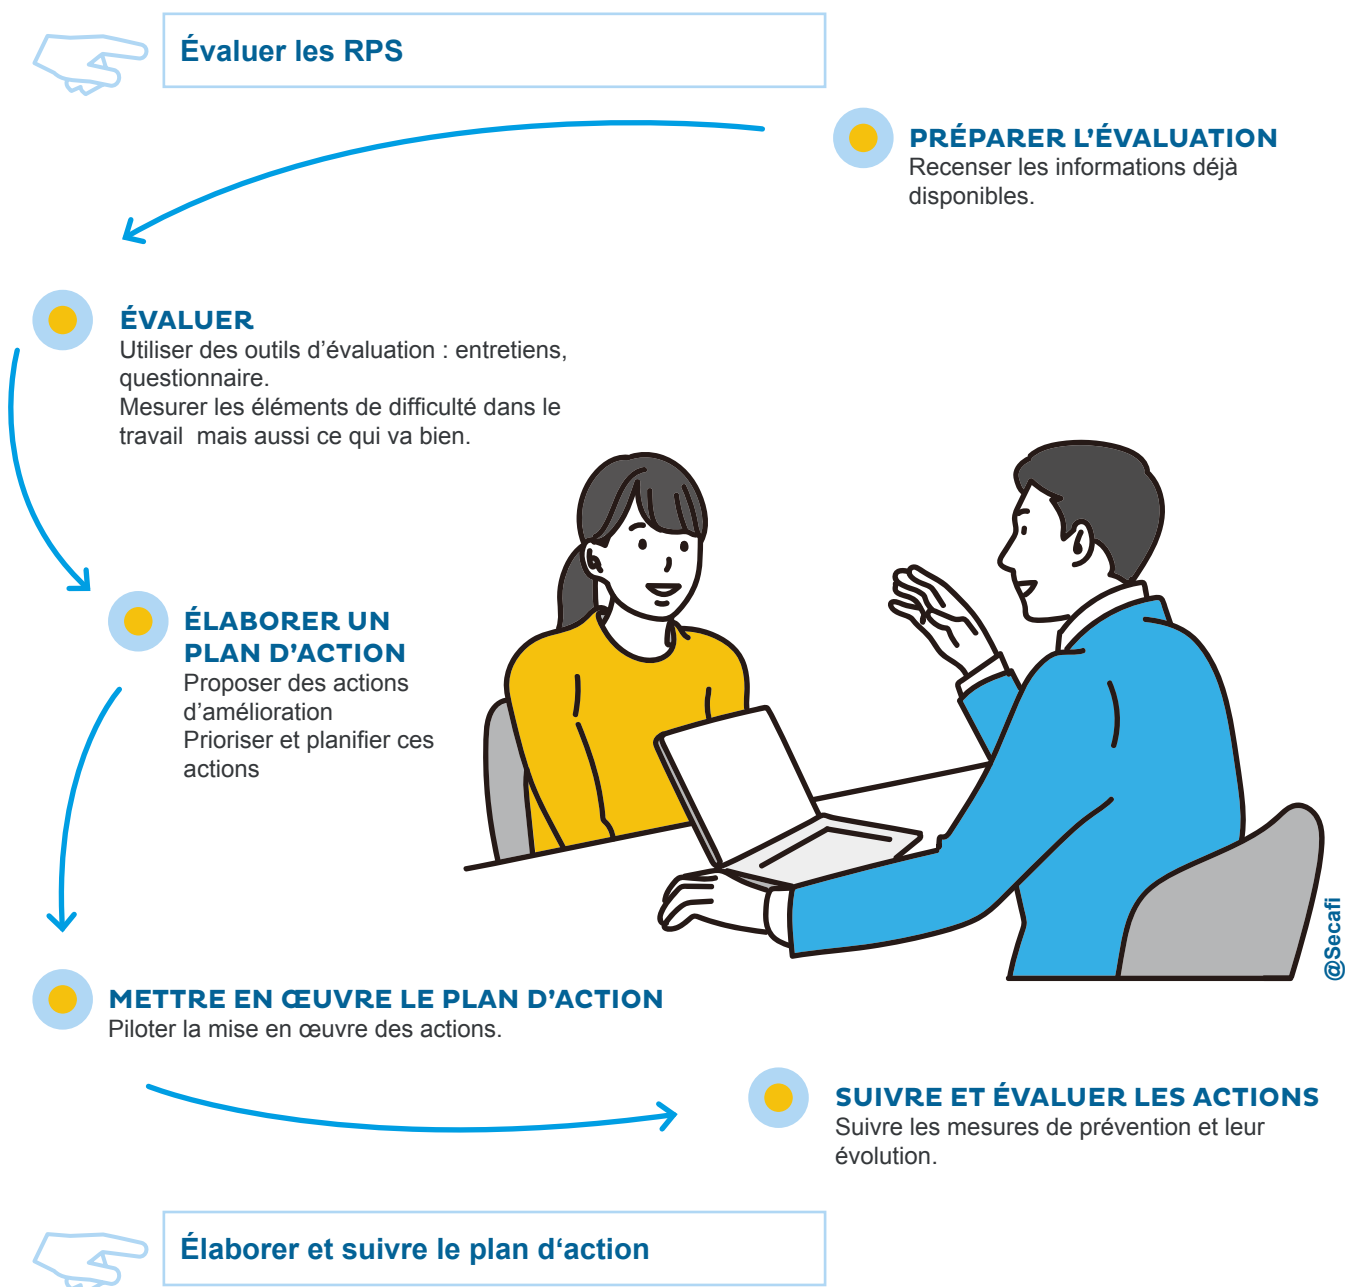 Évaluer les RPS
PRÉPARER L’ÉVALUATION
Recenser les informations déjà
disponibles.
ÉVALUER
Utiliser des outils d’évaluation : entretiens,
questionnaire.
Mesurer les éléments de difficulté dans le
travail  mais aussi ce qui va bien.
ÉLABORER UN
PLAN D’ACTION
Proposer des actions
d’amélioration
Prioriser et planifier ces
actions
@Secafi
METTRE EN ŒUVRE LE PLAN D’ACTION
Piloter la mise en œuvre des actions.
SUIVRE ET ÉVALUER LES ACTIONS
Suivre les mesures de prévention et leur
évolution.
Élaborer et suivre le plan d‘action